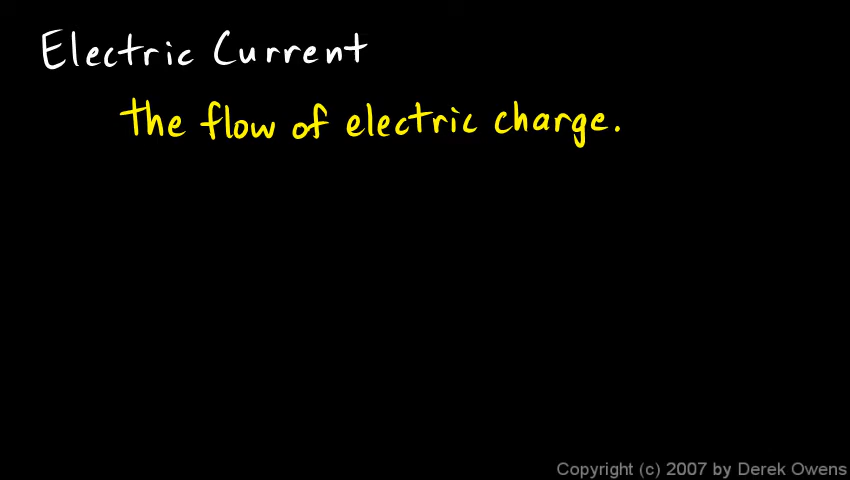 Electric Current
the flow of electric charge.
Copyright (c) 2007 by Derek Owens